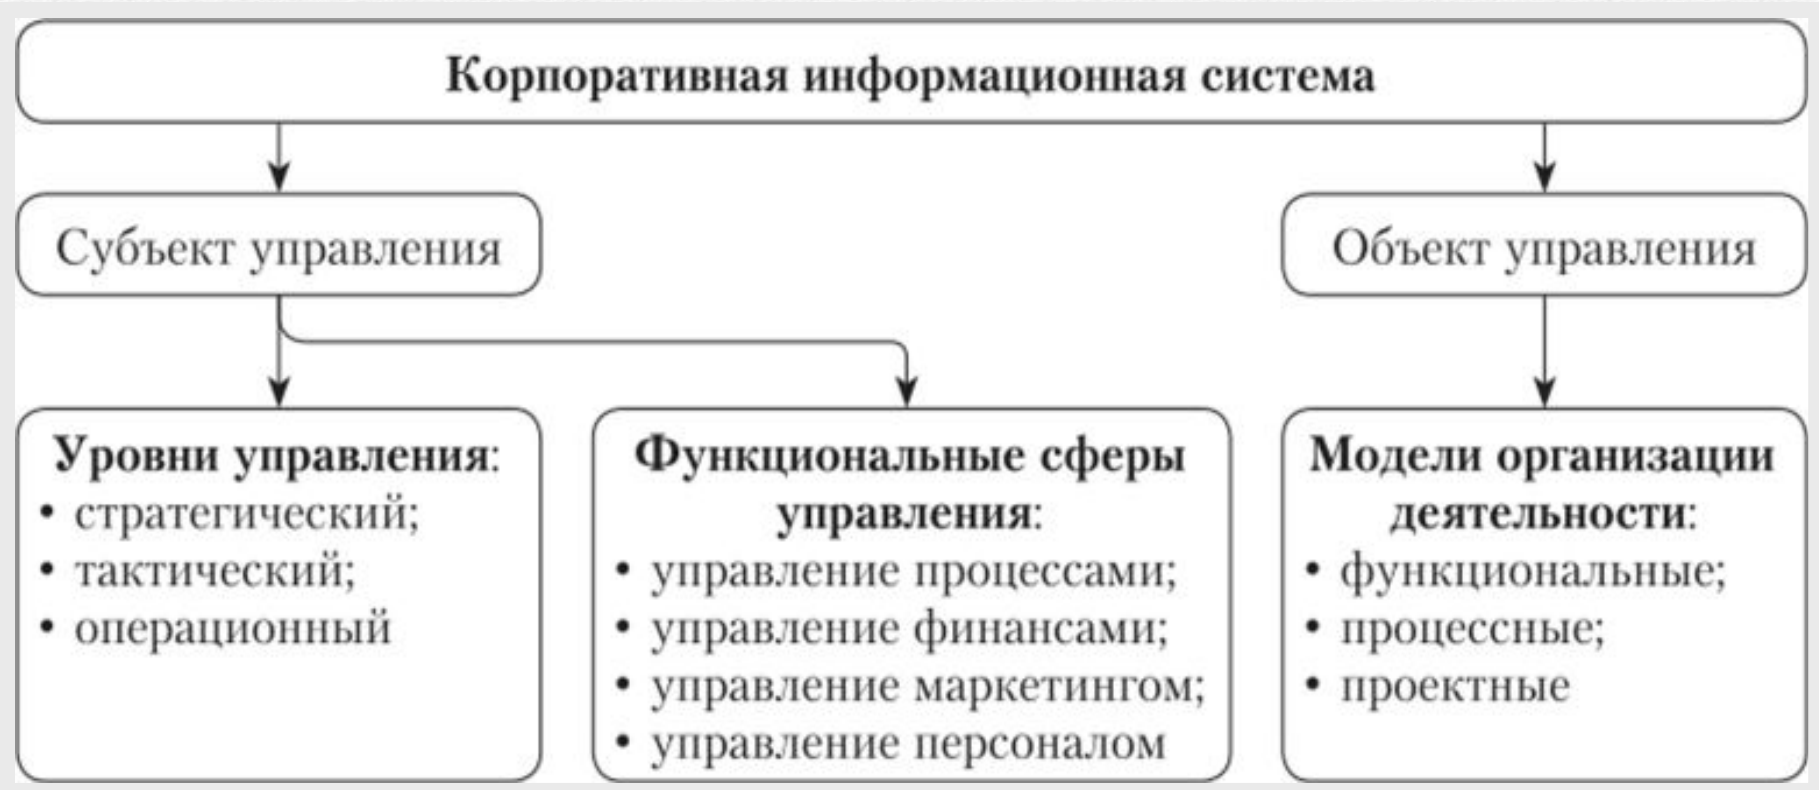 Корпоративная информационная система
Субъект управления
Объект управления
Уровни управления:
• стратегический;
• тактический;
• операционный
Функциональные сферы
управления:
• управление процессами;
• управление финансами;
• управление маркетингом;
• управление персоналом
Модели организации
деятельности:
• функциональные;
• процессные;
• проектные